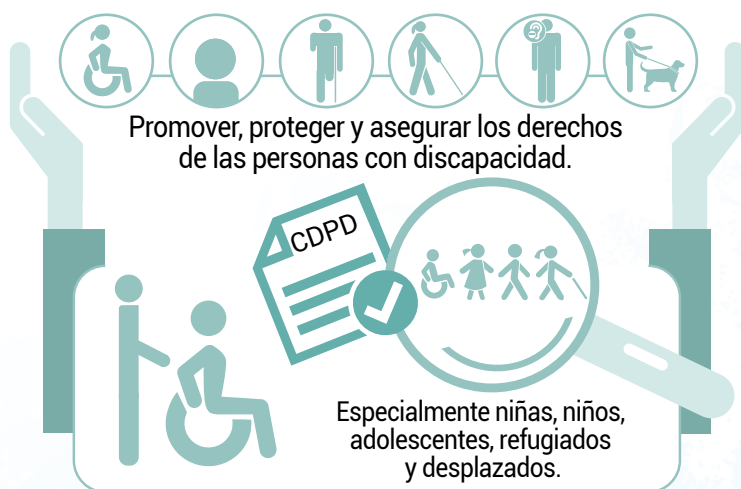 Promover, proteger y asegurar los derechos
de las personas con discapacidad.
CDPD
Especialmente niñas, niños,
adolescentes, refugiados
y desplazados.